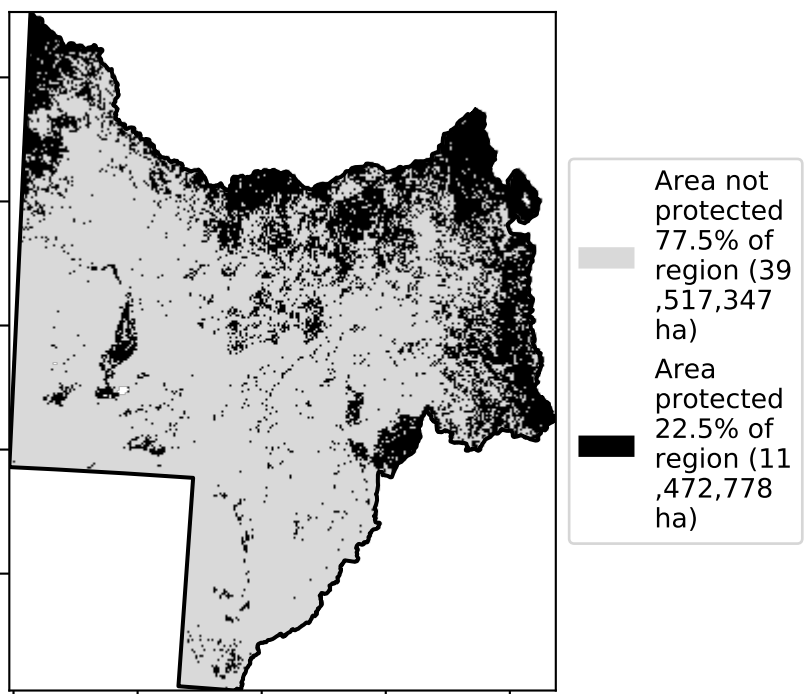 Area not
protected
77.5% of
region (39
,517,347
ha)
Area
protected
22.5% of
region (11
,472,778
ha)